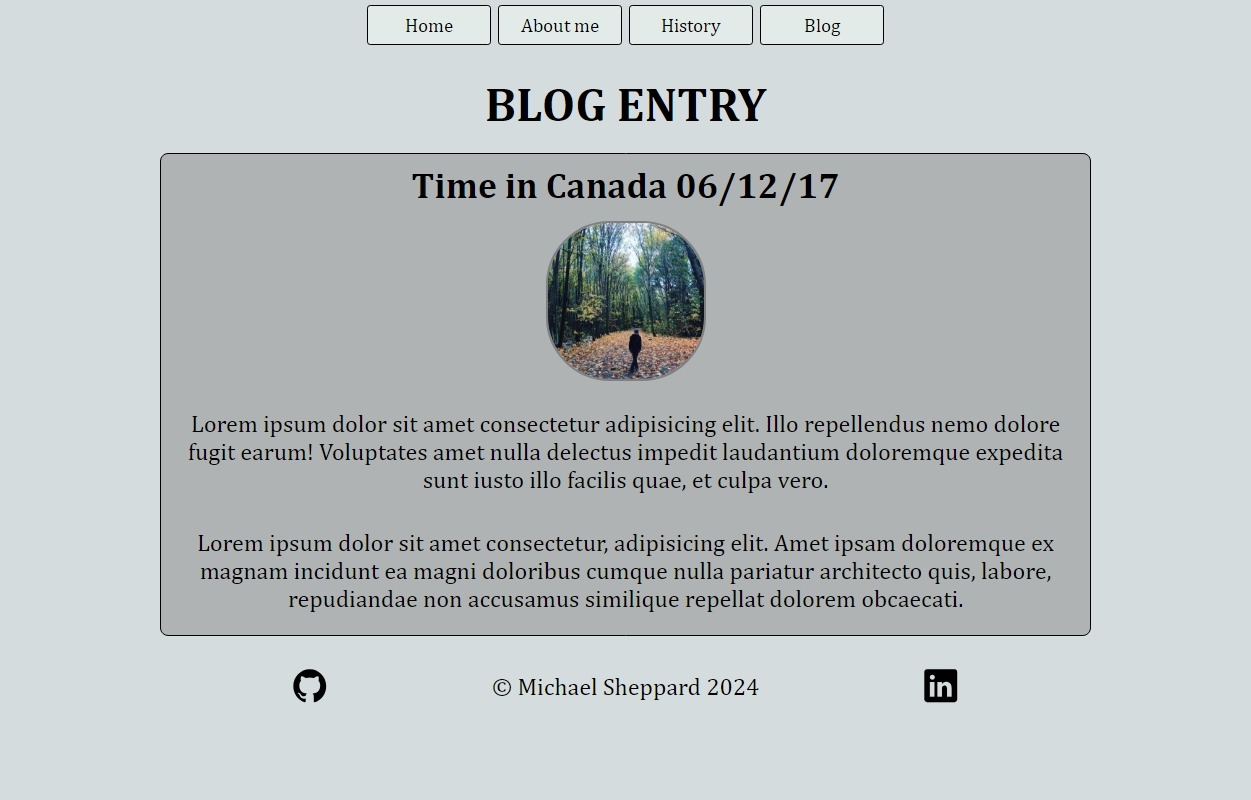 Home
About me
History
Blog
BLOG ENTRY
Time in Canada 06/12/17
Lorem ipsum dolor sit amet consectetur adipisicing elit. Illo repellendus nemo dolore
fugit earum! Voluptates amet nulla delectus impedit laudantium doloremque expedita
sunt iusto illo facilis quae, et culpa vero.
Lorem ipsum dolor sit amet consectetur, adipisicing elit. Amet ipsam doloremque ex
magnam incidunt ea magni doloribus cumque nulla pariatur architecto quis, labore,
repudiandae non accusamus similique repellat dolorem obcaecati.
© Michael Sheppard 2024
in